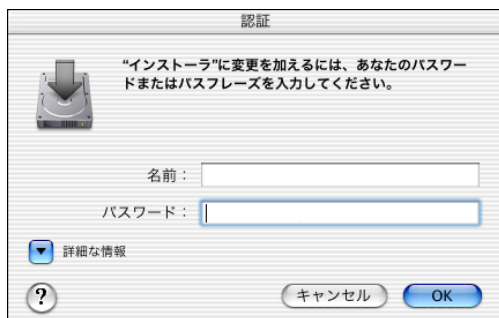 認証
“インストーラ”に変更を加えるには、あなたのパスワー
ドまたはパスフレーズを入力してください。
名前：
パスワード：
詳細な情報
?
キャンセル
OK